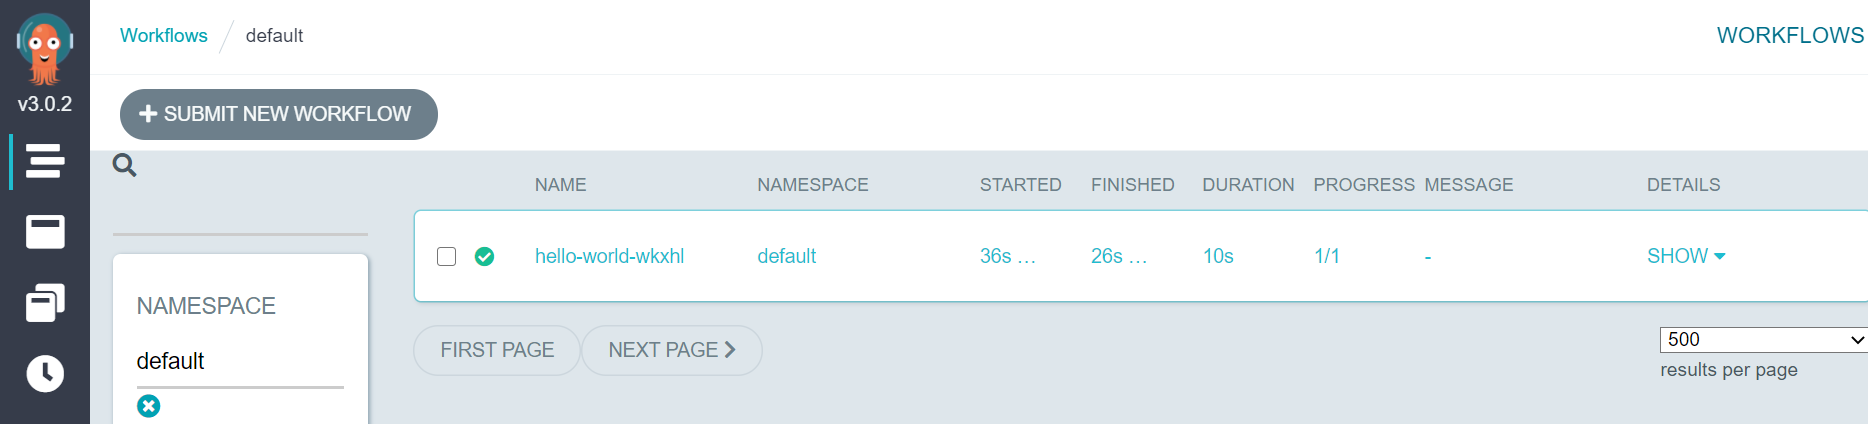 Workflows / default
WORKFLOWS
v3.0.2
+ SUBMIT NEW WORKFLOW
NAME NAMESPACE STARTED FINISHED DURATION PROGRESS MESSAGE DETAILS
hello-world-wkxhl default 36s ... 26s ... 10s 1/1 - SHOW
NAMESPACE
default
FIRST PAGE NEXT PAGE
500
results per page